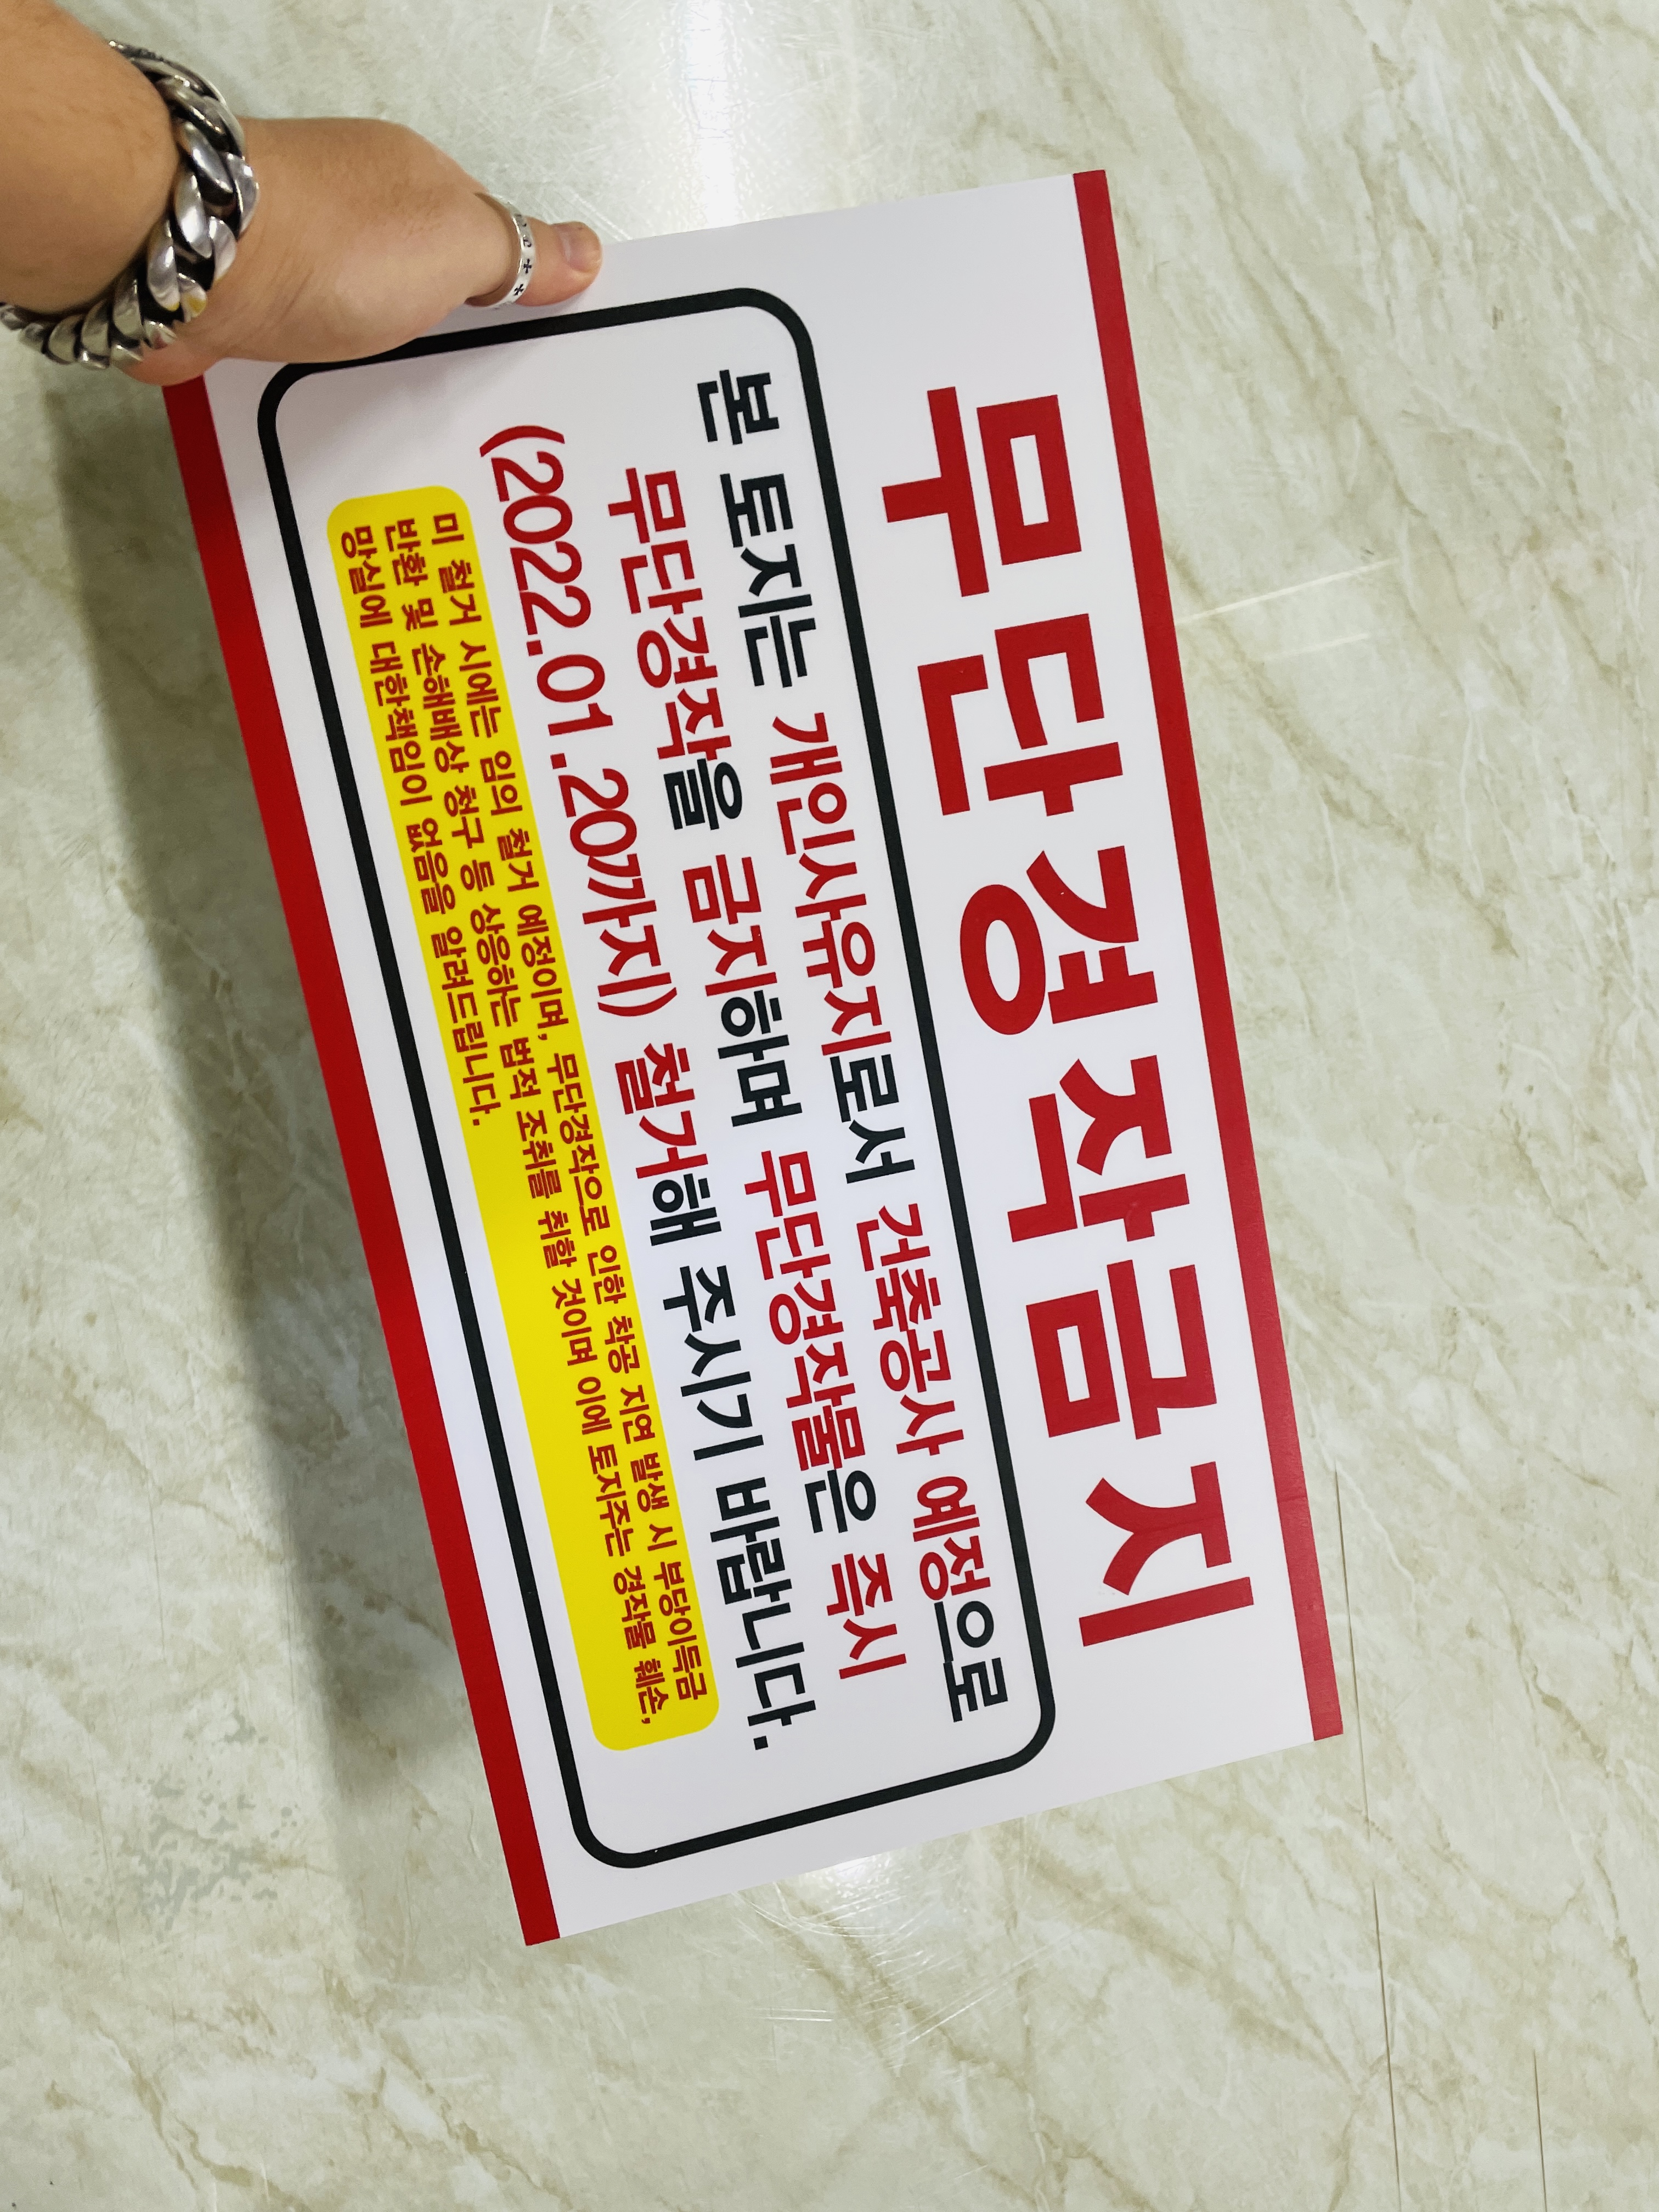 무단경작금지
본 토지는 개인사유지로서 건축공사 예정으로
무단경작을 금지하며 무단경작물은 즉시
(2022.01.20까지) 철거해 주시기 바랍니다.
미 철거 시에는 임의 철거 예정이며, 무단경작으로 인한 착공 지연 발생 시 부당이득금
반환 및 손해배상 청구 등 상응하는 법적 조취를 취할 것이며 이에 토지주는 경작물 훼손,
망실에 대한책임이 없음을 알려드립니다.